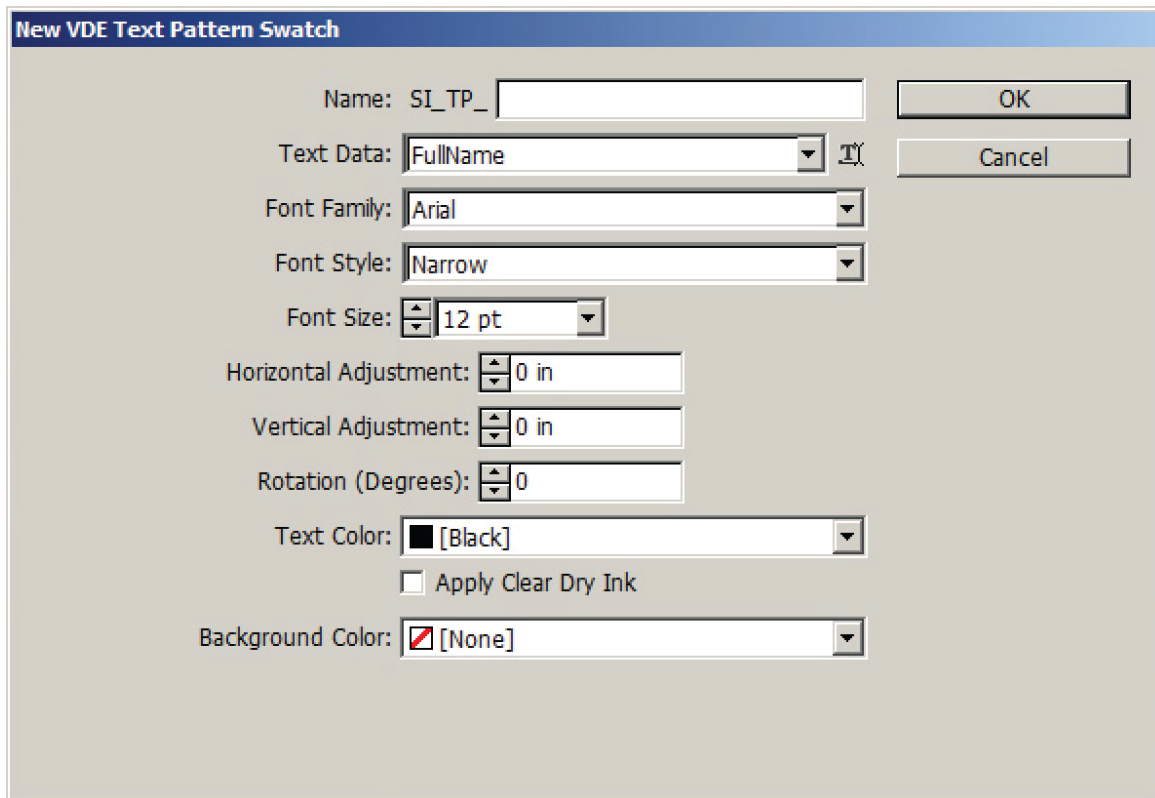 New VDE Text Pattern Swatch
Name: SI_TP_ OK
Text Data: FullName T Cancel
Font Family: Arial
Font Style: Narrow
Font Size: 12 pt
Horizontal Adjustment: 0 in
Vertical Adjustment: 0 in
Rotation (Degrees): 0
Text Color: [Black]
Apply Clear Dry Ink
Background Color: [None]